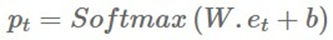 p_t = Softmax (W . e_t + b)